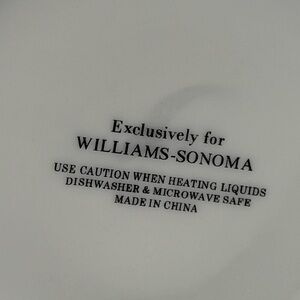 Exclusively for
WILLIAMS-SONOMA
USE CAUTION WHEN HEATING LIQUIDS
DISHWASHER & MICROWAVE SAFE
MADE IN CHINA